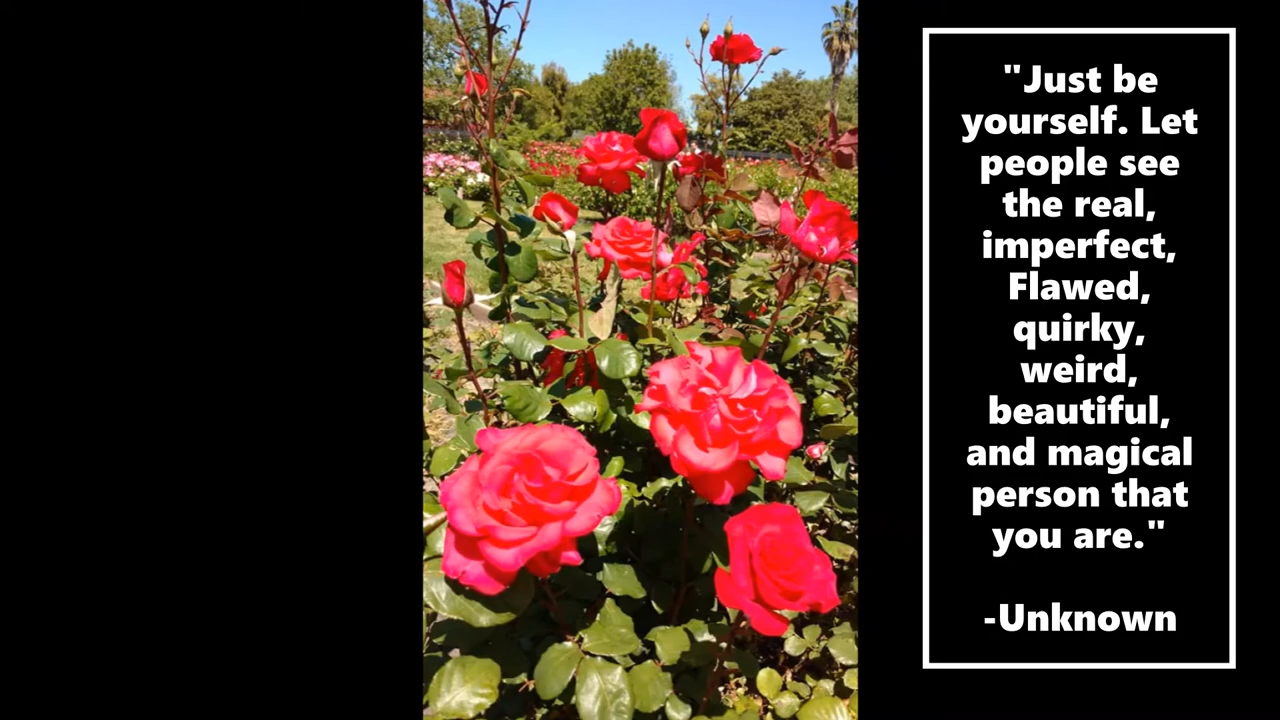 "Just be
yourself. Let
people see
the real,
imperfect,
Flawed,
quirky,
weird,
beautiful,
and magical
person that
you are."
-Unknown